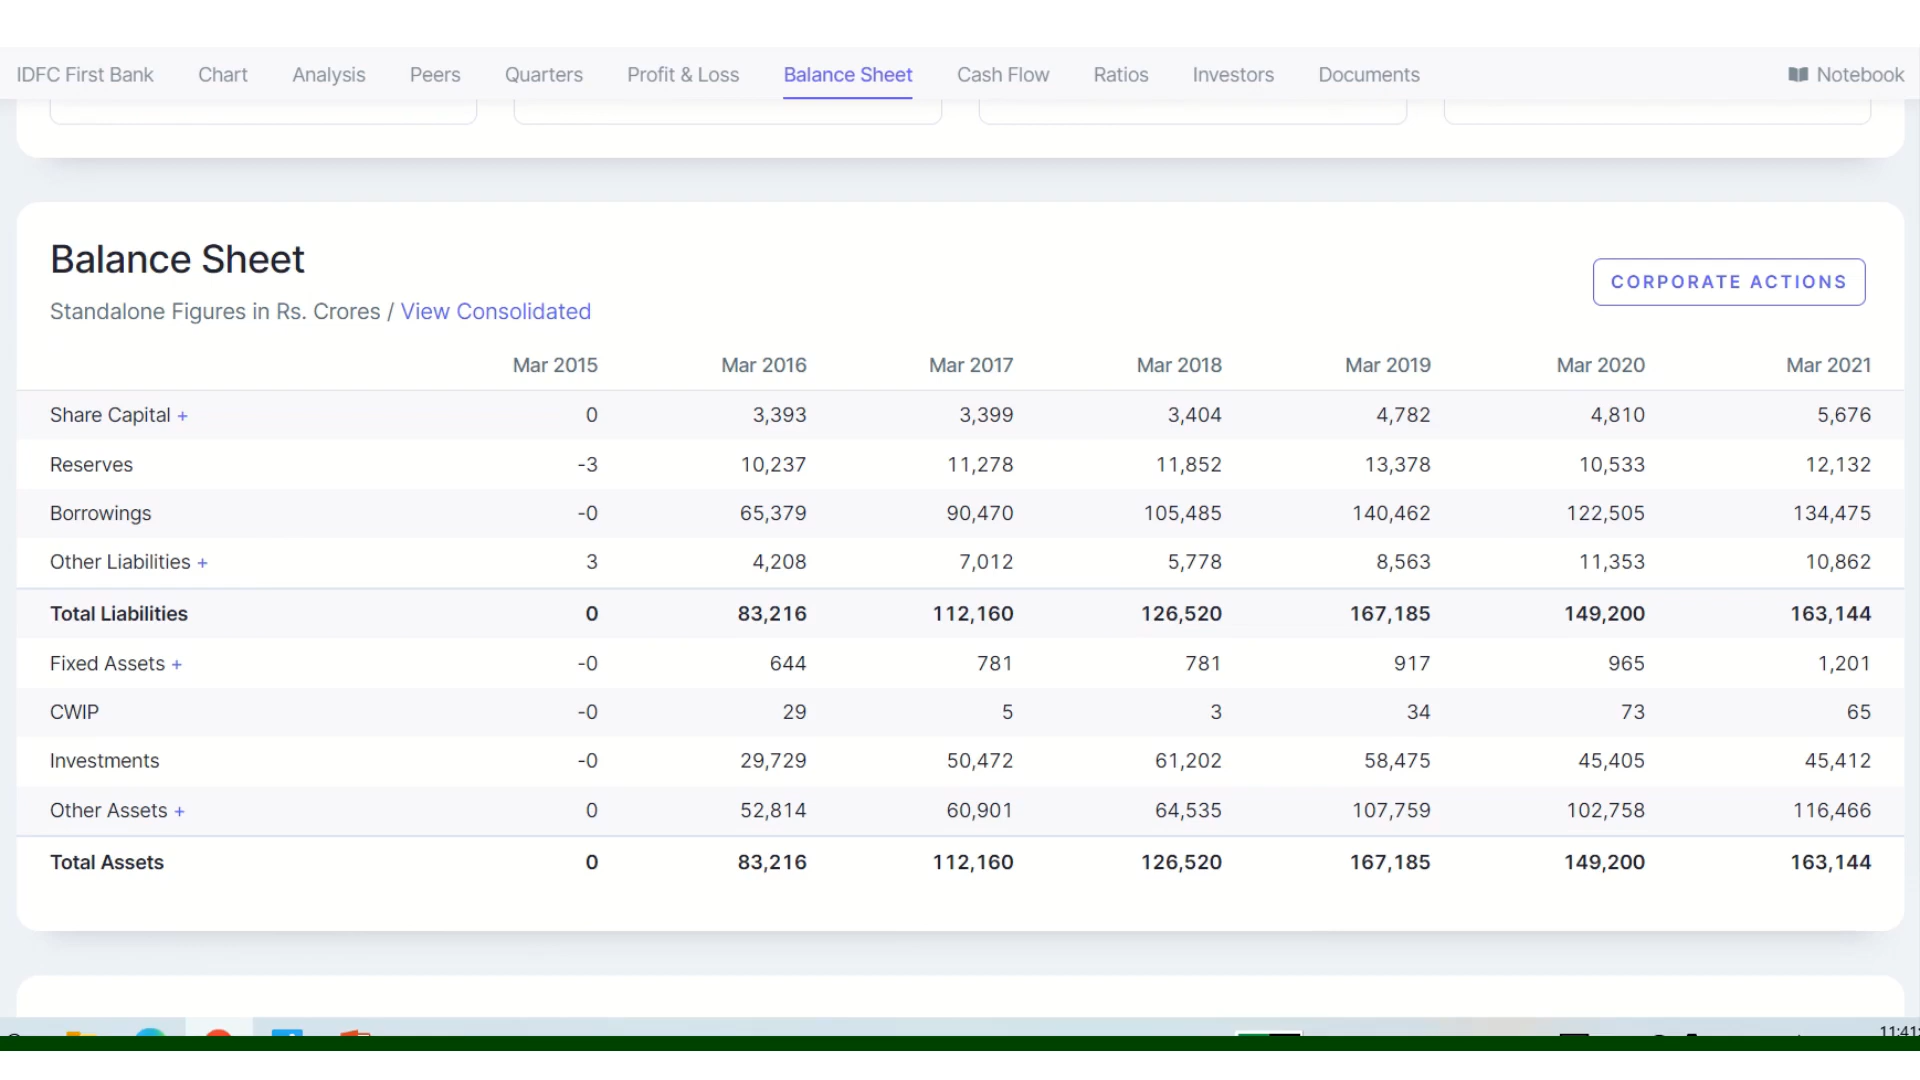 IDFC First Bank Chart Analysis Peers Quarters Profit & Loss Balance Sheet Cash Flow Ratios Investors Documents Notebook
Balance Sheet
CORPORATE ACTIONS
Standalone Figures in Rs. Crores / View Consolidated
Mar 2015 Mar 2016 Mar 2017 Mar 2018 Mar 2019 Mar 2020 Mar 2021
Share Capital + 0 3,393 3,399 3,404 4,782 4,810 5,676
Reserves -3 10,237 11,278 11,852 13,378 10,533 12,132
Borrowings -0 65,379 90,470 105,485 140,462 122,505 134,475
Other Liabilities + 3 4,208 7,012 5,778 8,563 11,353 10,862
Total Liabilities 0 83,216 112,160 126,520 167,185 149,200 163,144
Fixed Assets + -0 644 781 781 917 965 1,201
CWIP -0 29 5 3 34 73 65
Investments -0 29,729 50,472 61,202 58,475 45,405 45,412
Other Assets + 0 52,814 60,901 64,535 107,759 102,758 116,466
Total Assets 0 83,216 112,160 126,520 167,185 149,200 163,144
11:41: